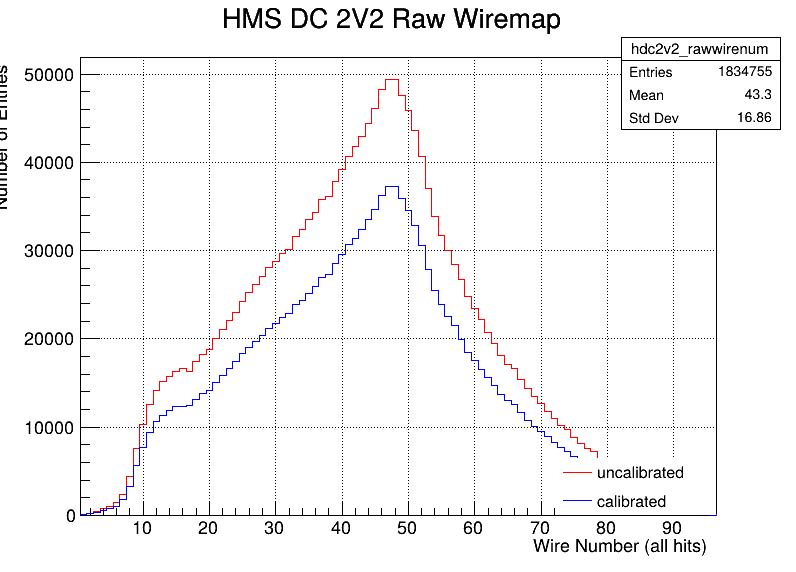 HMS DC 2V2 Raw Wiremap
hdc2v2_rawwirenum
Entries 1834755
Mean 43.3
Std Dev 16.86
Number of Entries
50000
40000
30000
20000
10000
0
uncalibrated
calibrated
10 20 30 40 50 60 70 80 90
Wire Number (all hits)